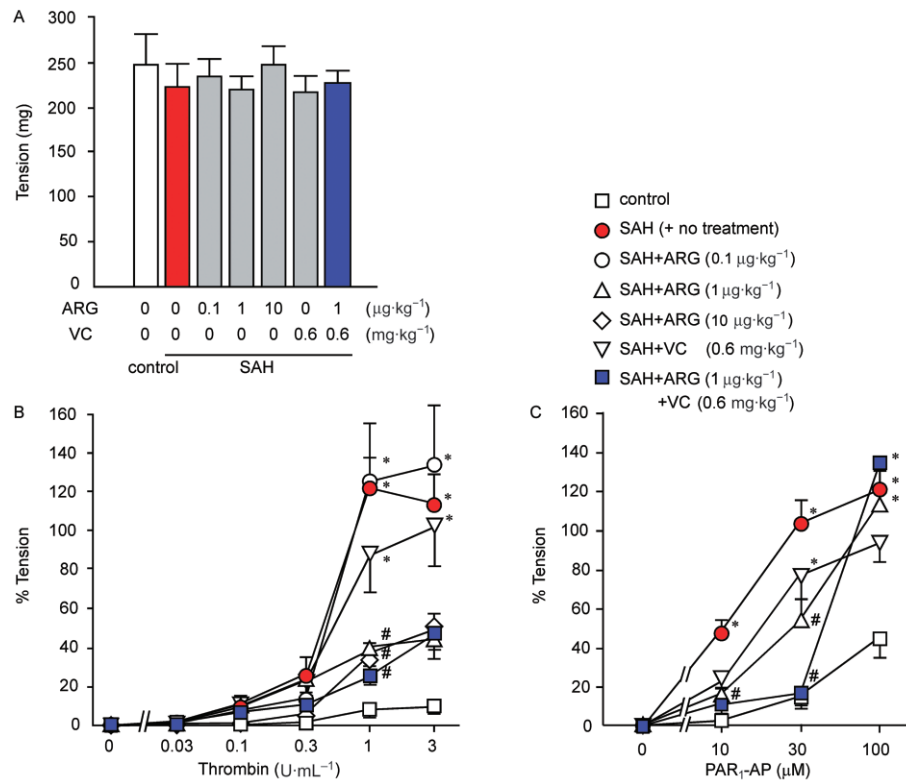 A
300
250
200
150
100
50
0
Tension (mg)
ARG 0 0 0.1 1 10 0 1 (μg·kg⁻¹)
VC 0 0 0 0 0 0.6 0.6 (mg·kg⁻¹)
control SAH
control
SAH (+ no treatment)
SAH+ARG (0.1 μg·kg⁻¹)
SAH+ARG (1 μg·kg⁻¹)
SAH+ARG (10 μg·kg⁻¹)
SAH+VC (0.6 mg·kg⁻¹)
SAH+ARG (1 μg·kg⁻¹)
+VC (0.6 mg·kg⁻¹)
B
160
140
120
100
80
60
40
20
0
% Tension
* *
* *
*
*
#
#
#
0 0.03 0.1 0.3 1 3
Thrombin (U·mL⁻¹)
C
160
140
120
100
80
60
40
20
0
% Tension
*
*
*
*
*
*
#
#
#
0 10 30 100
PAR₁-AP (μM)